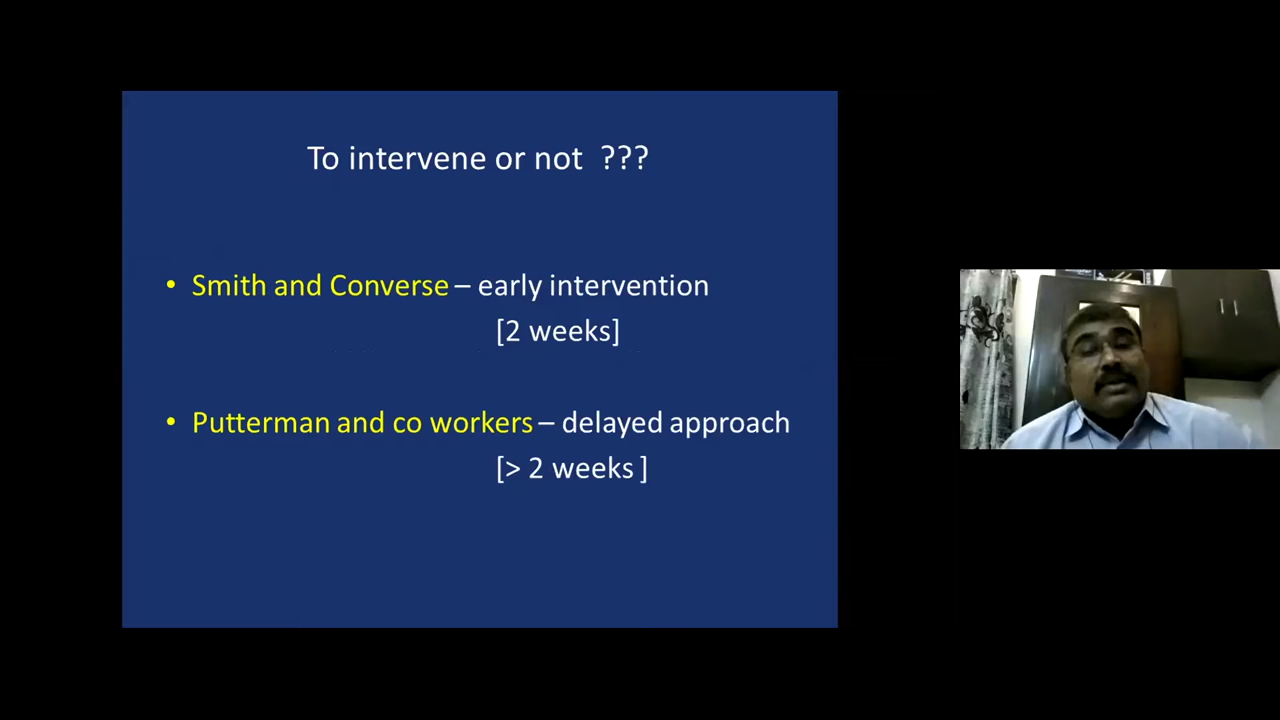 To intervene or not ???
• Smith and Converse – early intervention
[2 weeks]
• Putterman and co workers – delayed approach
[> 2 weeks ]